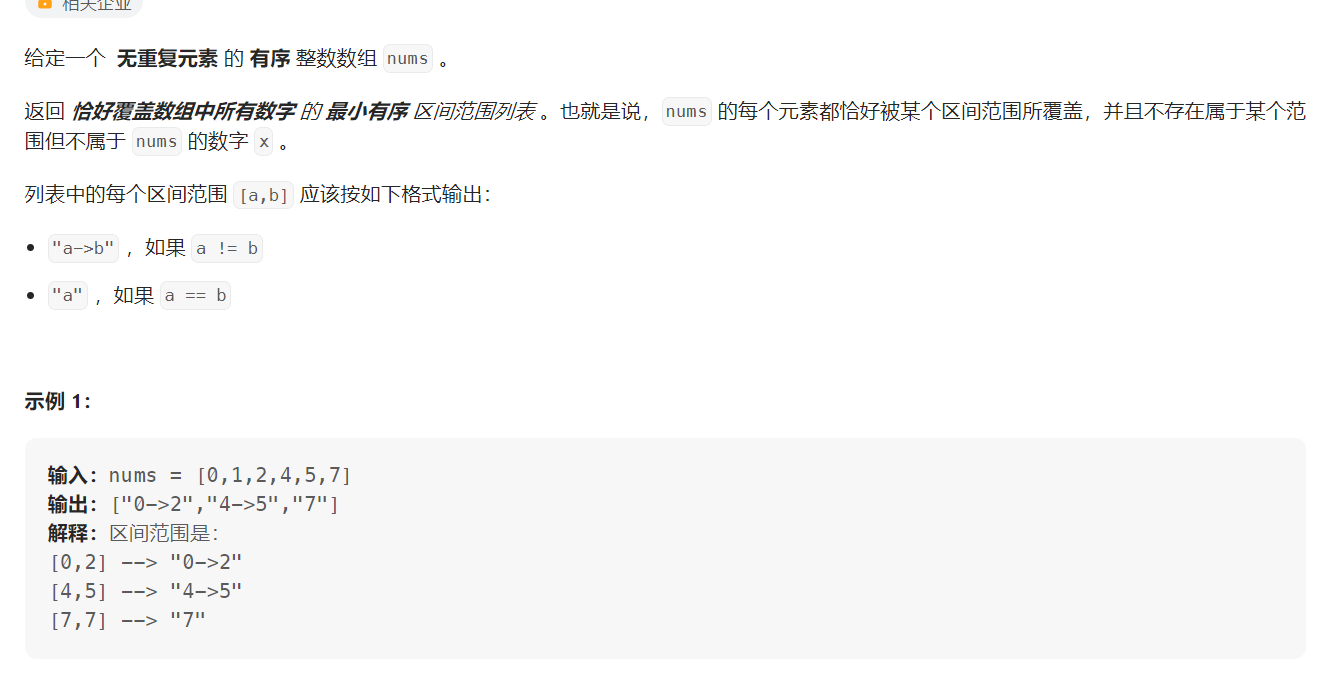 相关企业
给定一个 无重复元素 的 有序 整数数组 nums 。
返回 恰好覆盖数组中所有数字 的 最小有序 区间范围列表 。也就是说，nums 的每个元素都恰好被某个区间范围所覆盖，并且不存在属于某个范
围但不属于 nums 的数字 x 。
列表中的每个区间范围 [a,b] 应该按如下格式输出：
• "a->b" ，如果 a != b
• "a" ，如果 a == b
示例 1：
输入：nums = [0,1,2,4,5,7]
输出：["0->2","4->5","7"]
解释：区间范围是：
[0,2] --> "0->2"
[4,5] --> "4->5"
[7,7] --> "7"